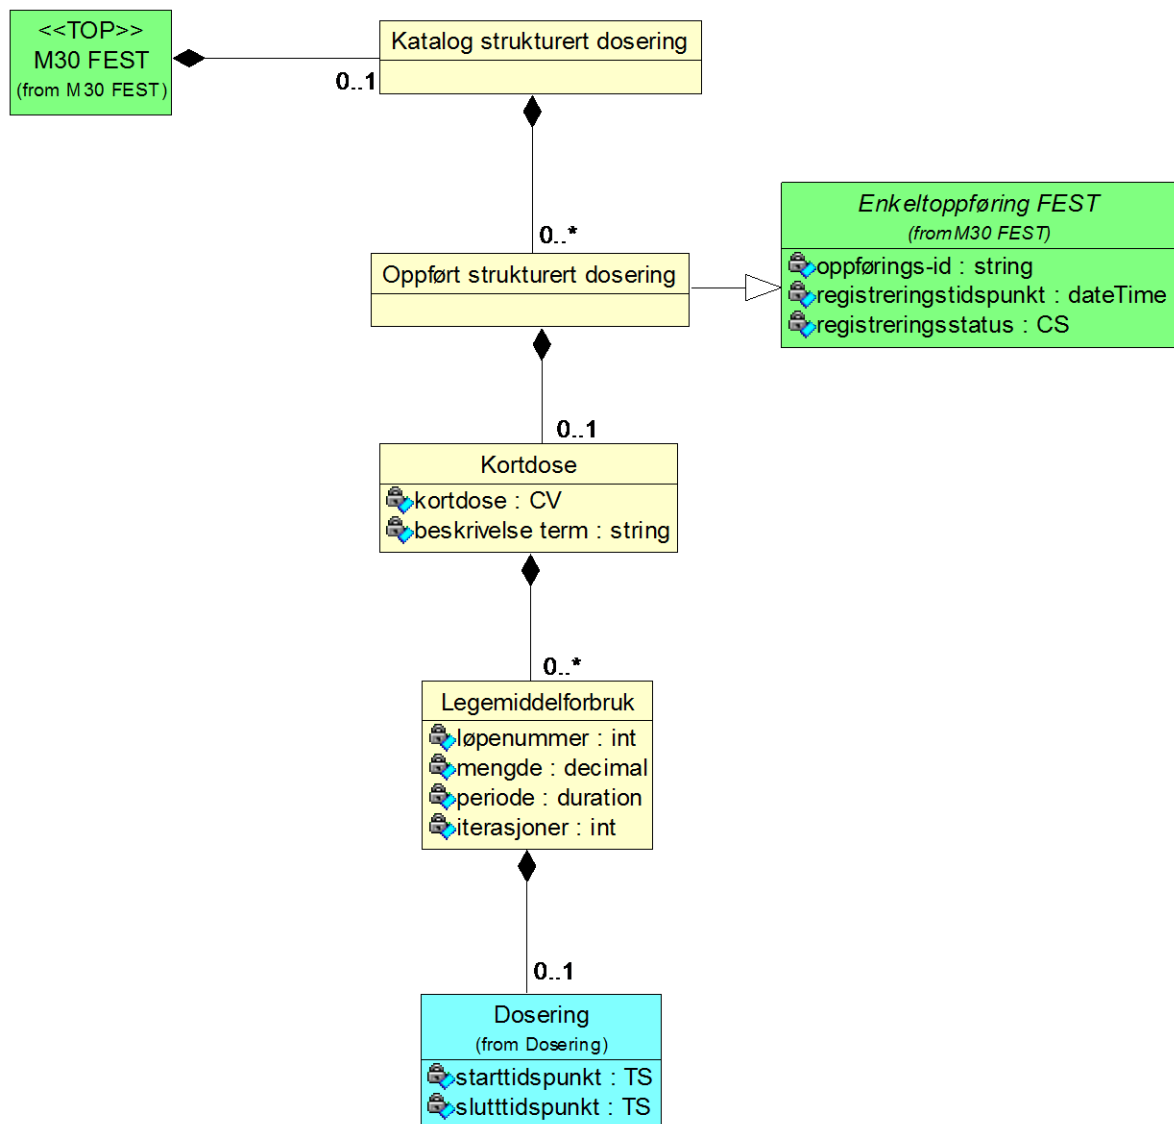 <<TOP>>
M30 FEST
(from M30 FEST)
0..1
Katalog strukturert dosering
0..*
Oppført strukturert dosering
Enkeltoppføring FEST
(from M30 FEST)
oppførings-id : string
registreringstidspunkt : dateTime
registreringsstatus : CS
0..1
Kortdose
kortdose : CV
beskrivelse term : string
0..*
Legemiddelforbruk
løpenummer : int
mengde : decimal
periode : duration
iterasjoner : int
0..1
Dosering
(from Dosering)
starttidspunkt : TS
slutttidspunkt : TS